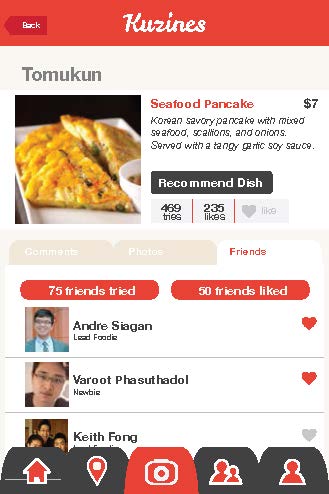 Back
Kuzines
Tomukun
Seafood Pancake $7
Korean savory pancake with mixed
seafood, scallions, and onions.
Served with a tangy garlic soy sauce.
Recommend Dish
469 tries
235 likes
like
Comments
Photos
Friends
75 friends tried
50 friends liked
Andre Siagan
Lead Foodie
Varoot Phasuthadol
Newbie
Keith Fong